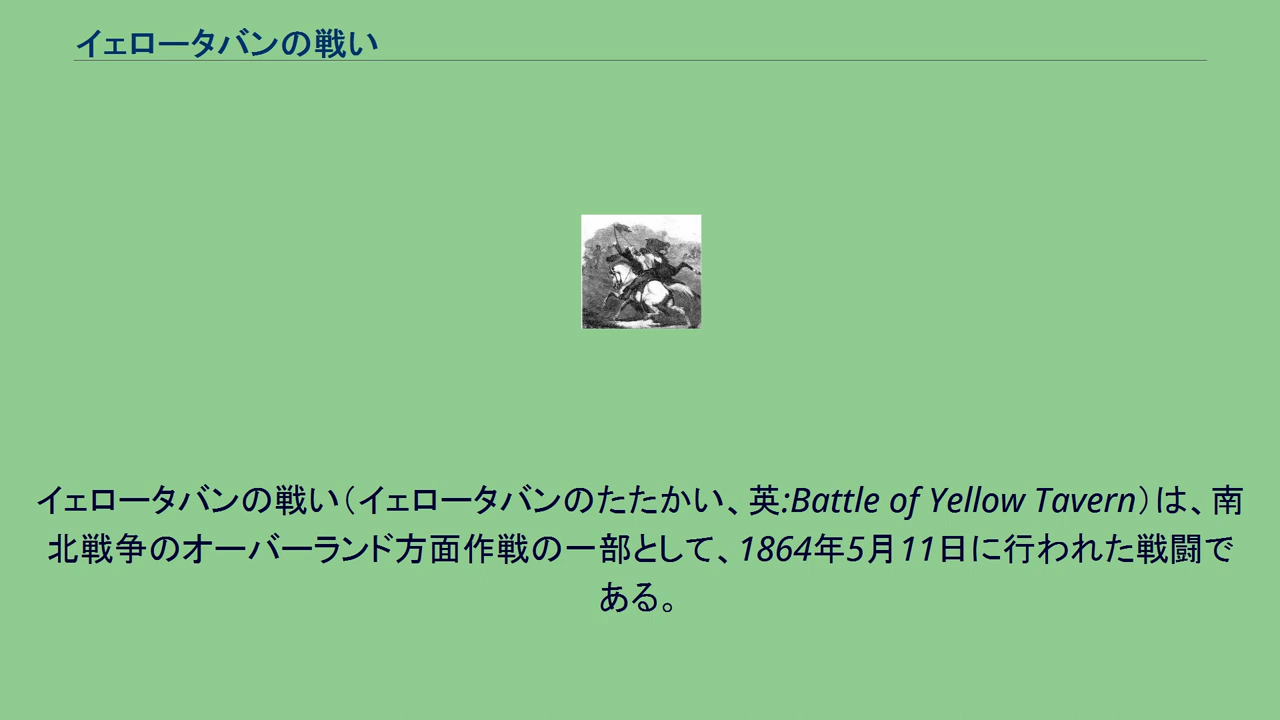 イェロータバンの戦い
イェロータバンの戦い（イェロータバンのたたかい、英:Battle of Yellow Tavern）は、南
北戦争のオーバーランド方面作戦の一部として、1864年5月11日に行われた戦闘で
ある。